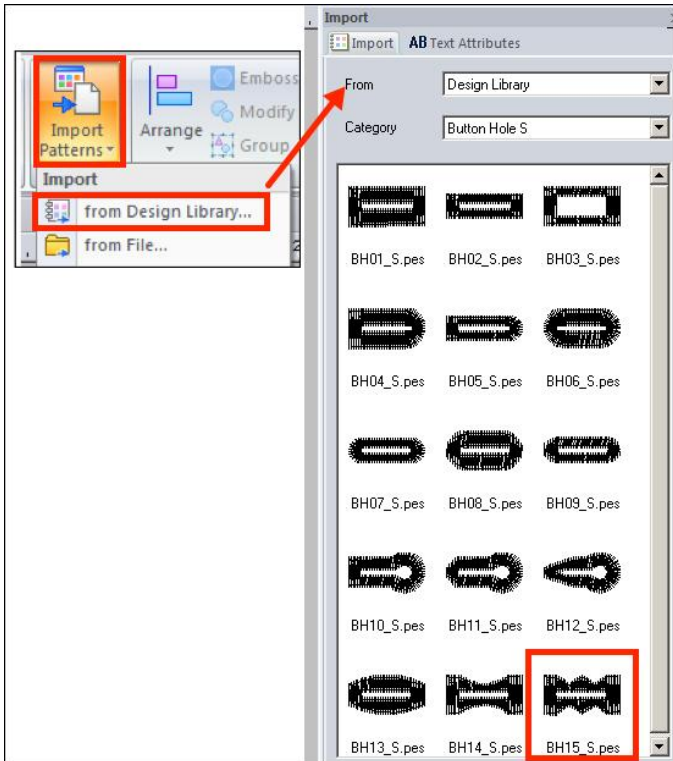 Import
Patterns
Arrange
Emboss
Modify
Group
Import
from Design Library...
from File...
2
Import
Import
AB Text Attributes
From
Design Library
Category
Button Hole S
BH01_S.pes BH02_S.pes BH03_S.pes
BH04_S.pes BH05_S.pes BH06_S.pes
BH07_S.pes BH08_S.pes BH09_S.pes
BH10_S.pes BH11_S.pes BH12_S.pes
BH13_S.pes BH14_S.pes BH15_S.pes